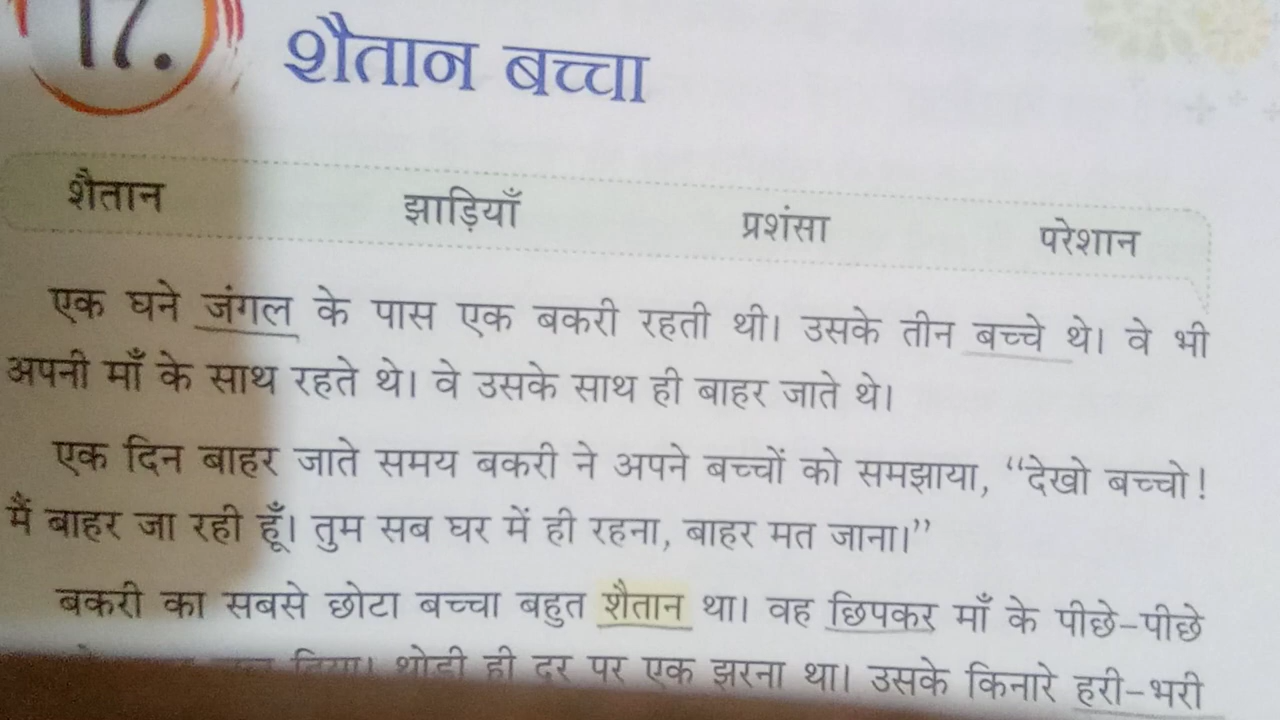 17.
शैतान बच्चा
शैतान झाड़ियाँ प्रशंसा परेशान
एक घने जंगल के पास एक बकरी रहती थी। उसके तीन बच्चे थे। वे भी
अपनी माँ के साथ रहते थे। वे उसके साथ ही बाहर जाते थे।
एक दिन बाहर जाते समय बकरी ने अपने बच्चों को समझाया, “देखो बच्चो!
मैं बाहर जा रही हूँ। तुम सब घर में ही रहना, बाहर मत जाना।”
बकरी का सबसे छोटा बच्चा बहुत शैतान था। वह छिपकर माँ के पीछे-पीछे
दिया। थोड़ी ही दूर पर एक झरना था। उसके किनारे हरी-भरी